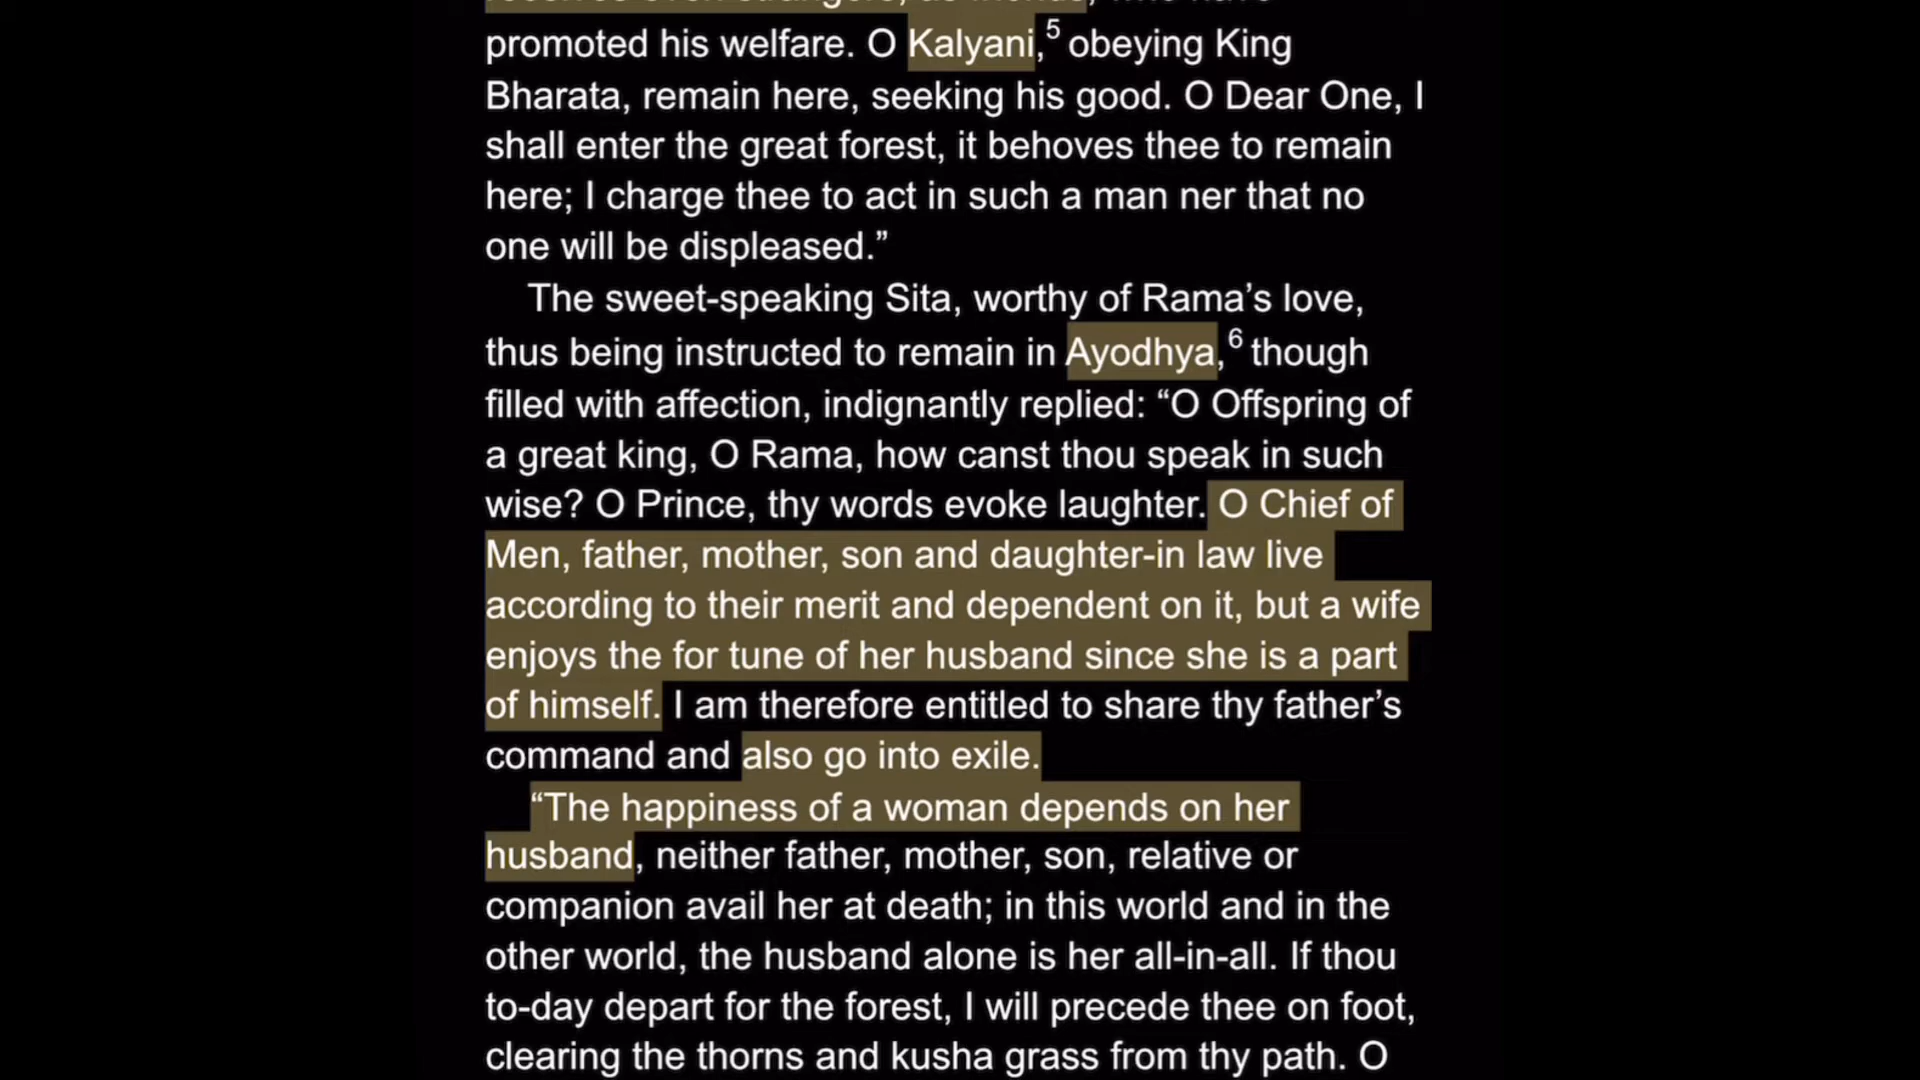 promoted his welfare. O Kalyani,5 obeying King
Bharata, remain here, seeking his good. O Dear One, I
shall enter the great forest, it behoves thee to remain
here; I charge thee to act in such a man ner that no
one will be displeased.”
The sweet-speaking Sita, worthy of Rama’s love,
thus being instructed to remain in Ayodhya,6 though
filled with affection, indignantly replied: “O Offspring of
a great king, O Rama, how canst thou speak in such
wise? O Prince, thy words evoke laughter. O Chief of
Men, father, mother, son and daughter-in law live
according to their merit and dependent on it, but a wife
enjoys the for tune of her husband since she is a part
of himself. I am therefore entitled to share thy father’s
command and also go into exile.
“The happiness of a woman depends on her
husband, neither father, mother, son, relative or
companion avail her at death; in this world and in the
other world, the husband alone is her all-in-all. If thou
to-day depart for the forest, I will precede thee on foot,
clearing the thorns and kusha grass from thy path. O